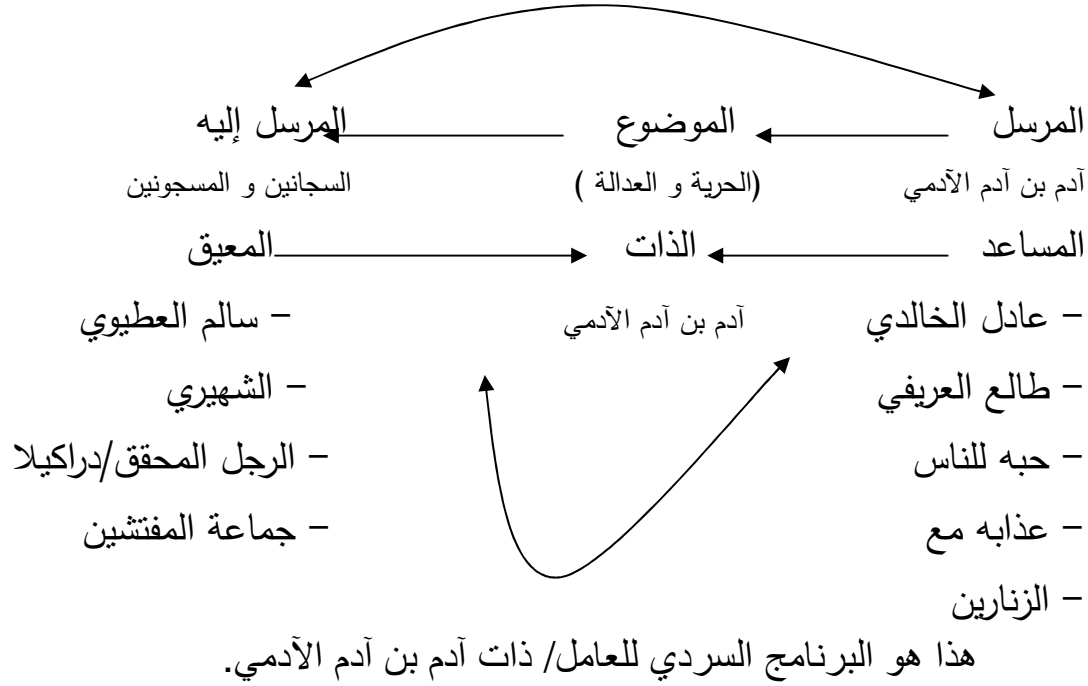 المرسل الموضوع المرسل إليه
آدم بن آدم الآدمي (الحرية و العدالة ) السجانين و المسجونين
المساعد الذات المعيق
– عادل الخالدي آدم بن آدم الآدمي – سالم العطيوي
– طالع العريفي – الشهيري
– حبه للناس – الرجل المحقق/دراكيلا
– عذابه مع – جماعة المفتشين
– الزنارين
هذا هو البرنامج السردي للعامل/ ذات آدم بن آدم الآدمي.